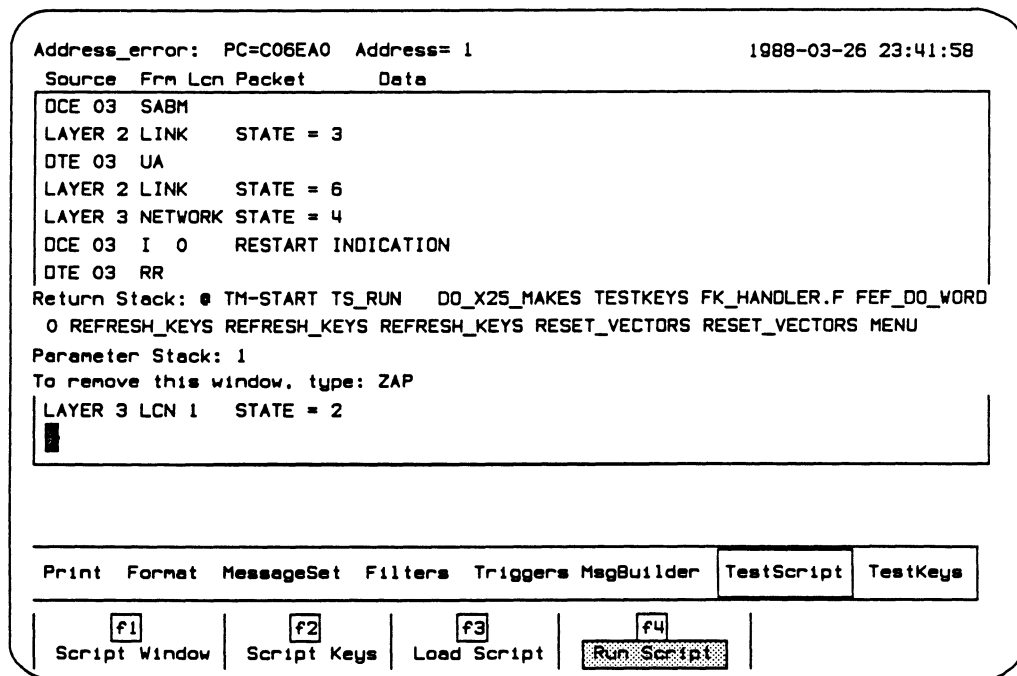 Address_error: PC=C06EA0 Address= 1 1988-03-26 23:41:58
Source Frm Lcn Packet Data
DCE 03 SABM
LAYER 2 LINK STATE = 3
DTE 03 UA
LAYER 2 LINK STATE = 6
LAYER 3 NETWORK STATE = 4
DCE 03 I 0 RESTART INDICATION
DTE 03 RR
Return Stack: @ TM-START TS_RUN DO_X25_MAKES TESTKEYS FK_HANDLER.F FEF_DO_WORD
0 REFRESH_KEYS REFRESH_KEYS REFRESH_KEYS RESET_VECTORS RESET_VECTORS MENU
Parameter Stack: 1
To remove this window, type: ZAP
LAYER 3 LCN 1 STATE = 2
Print Format MessageSet Filters Triggers MsgBuilder TestScript TestKeys
f1 f2 f3 f4
Script Window Script Keys Load Script Run Script